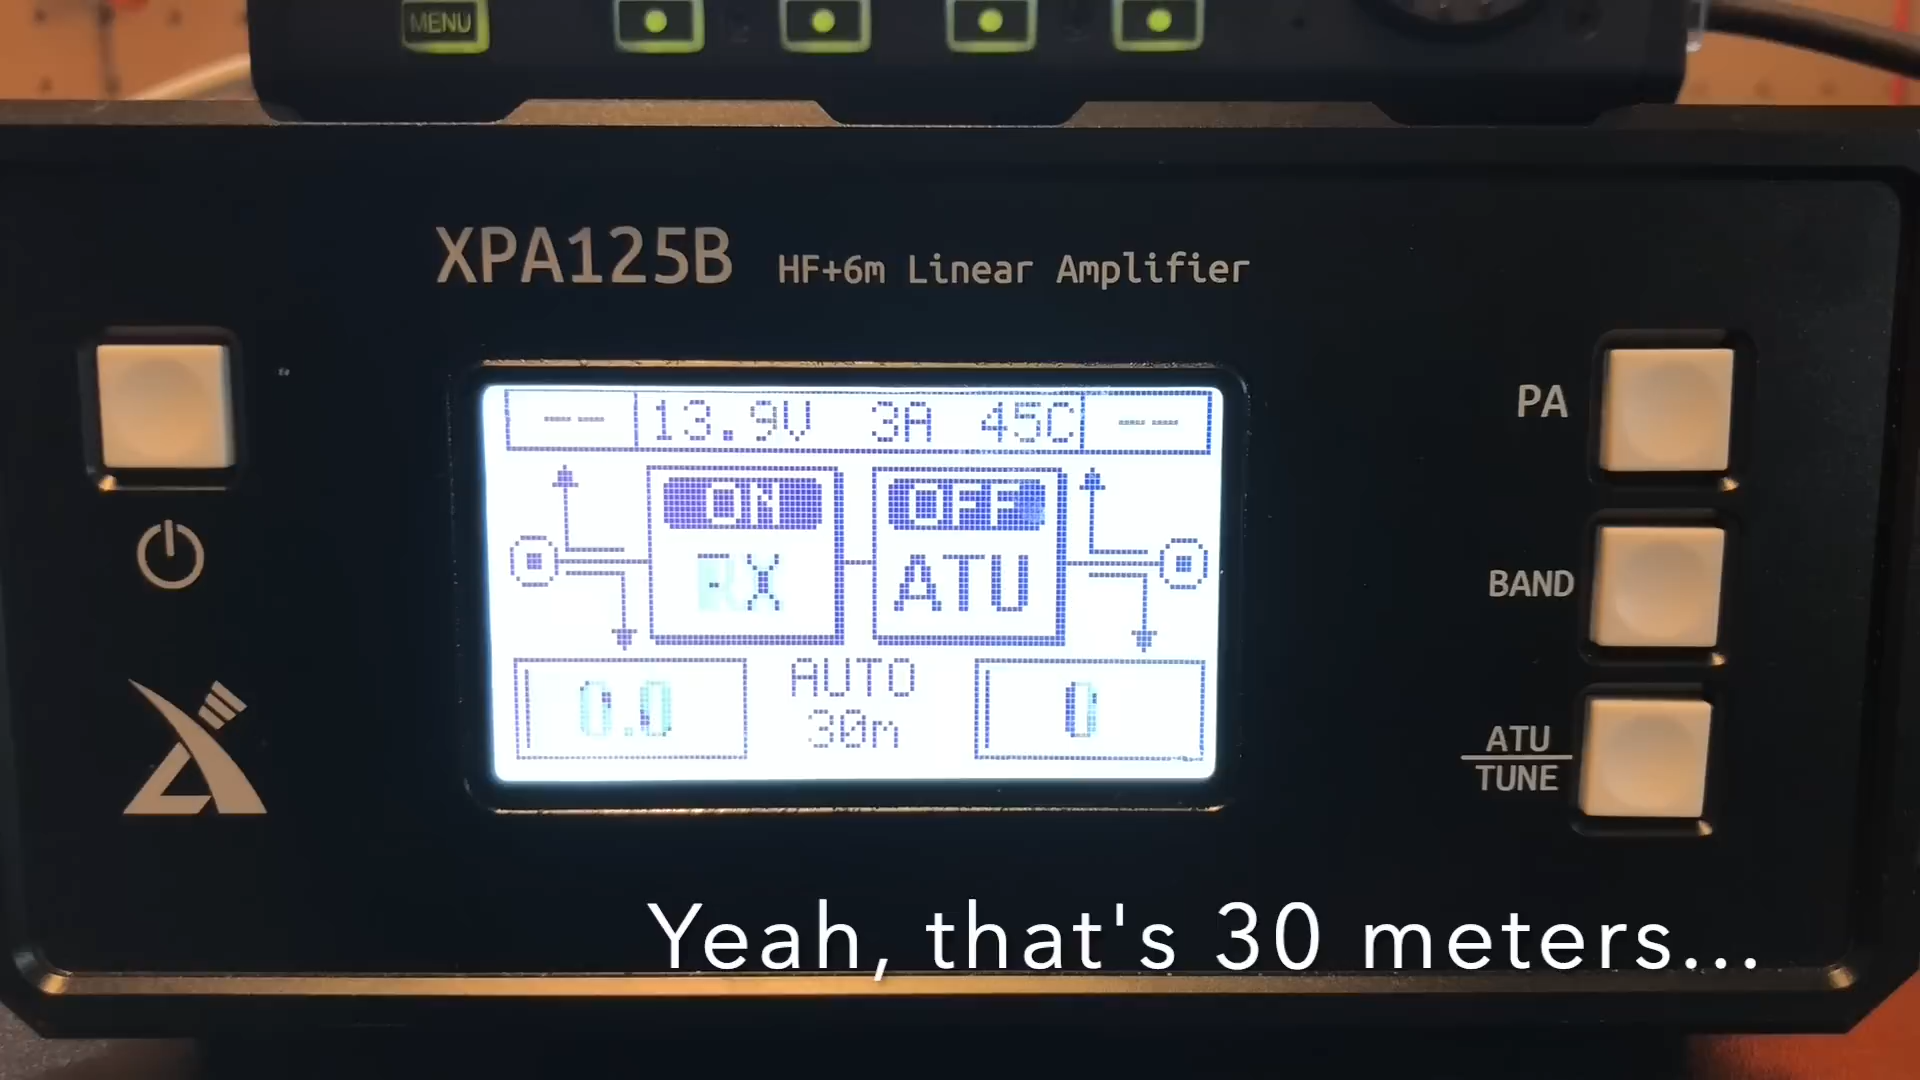 MENU
XPA125B HF+6m Linear Amplifier
-- 13.9V 3A 45C --
ON OFF
RX ATU
0.0 AUTO 0
30m
PA
BAND
ATU
TUNE
Yeah, that's 30 meters...